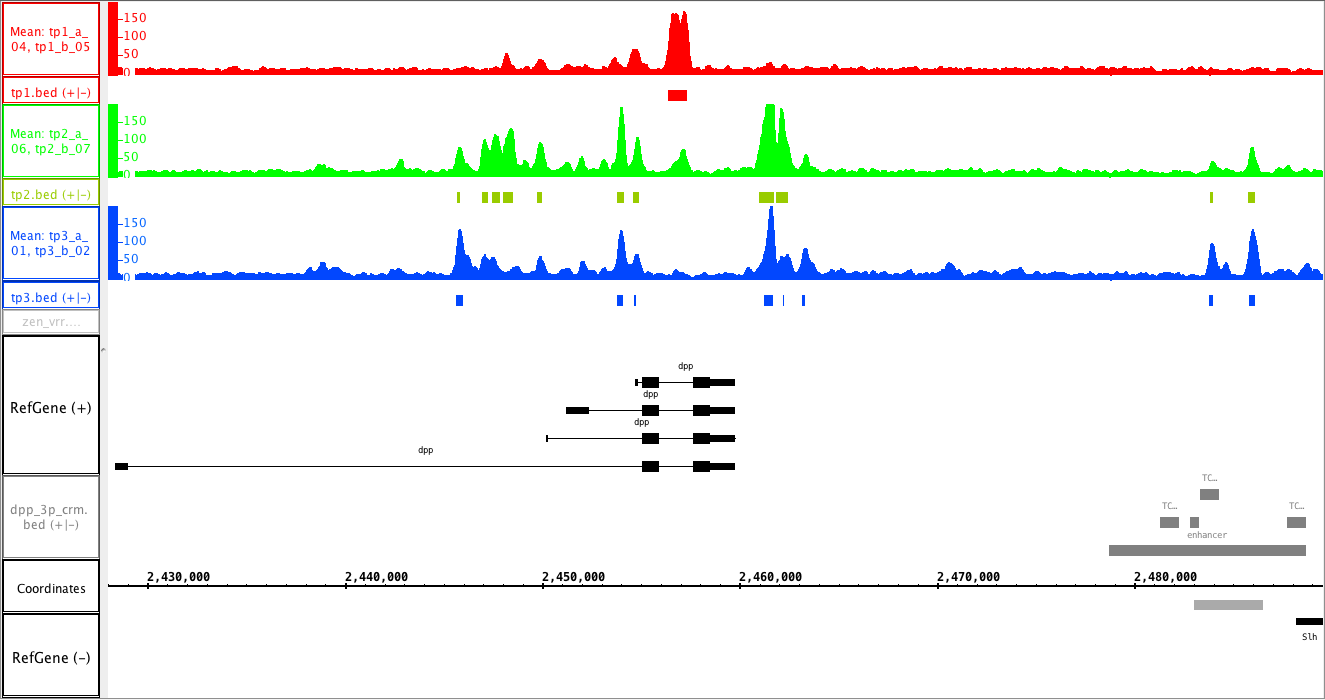 Mean: tp1_a_
04, tp1_b_05
150
100
50
0
tp1.bed (+|-)
Mean: tp2_a_
06, tp2_b_07
150
100
50
0
tp2.bed (+|-)
Mean: tp3_a_
01, tp3_b_02
150
100
50
0
tp3.bed (+|-)
zen_vrr....
RefGene (+)
dpp
dpp
dpp
dpp
dpp_3p_crm.
bed (+|-)
TC…
TC…
TC…
enhancer
Coordinates
2,430,000 2,440,000 2,450,000 2,460,000 2,470,000 2,480,000
RefGene (-)
Slh